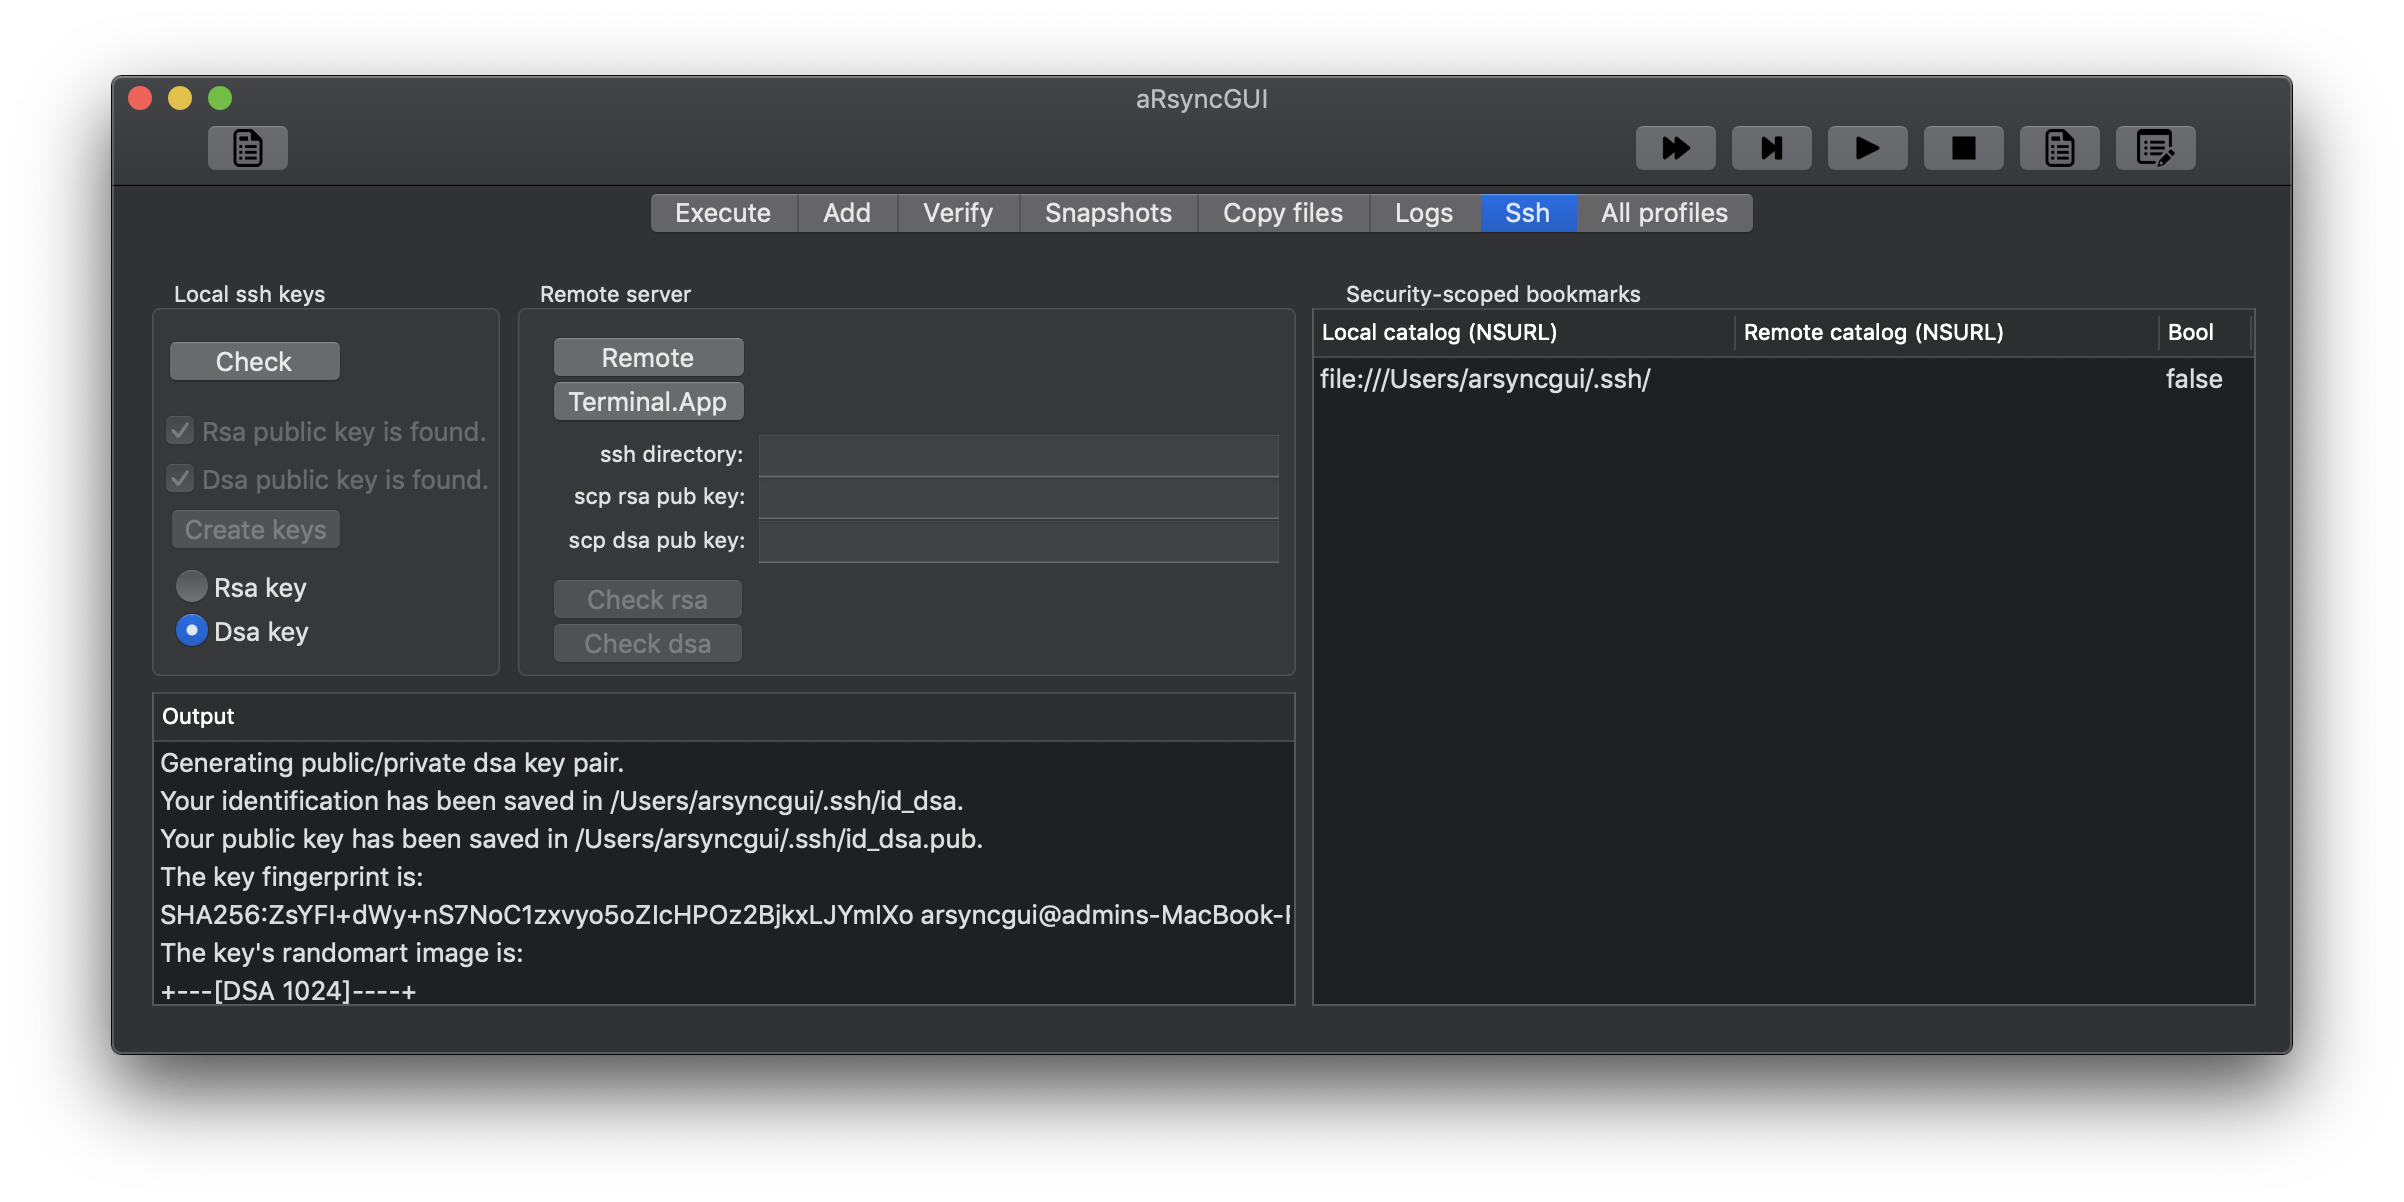 aRsyncGUI
Execute Add Verify Snapshots Copy files Logs Ssh All profiles
Local ssh keys
Check
Rsa public key is found.
Dsa public key is found.
Create keys
Rsa key
Dsa key
Remote server
Remote
Terminal.App
ssh directory:
scp rsa pub key:
scp dsa pub key:
Check rsa
Check dsa
Security-scoped bookmarks
Local catalog (NSURL) Remote catalog (NSURL) Bool
file:///Users/arsyncgui/.ssh/ false
Output
Generating public/private dsa key pair.
Your identification has been saved in /Users/arsyncgui/.ssh/id_dsa.
Your public key has been saved in /Users/arsyncgui/.ssh/id_dsa.pub.
The key fingerprint is:
SHA256:ZsYFI+dWy+nS7NoC1zxvyo5oZIcHPOz2BjkxLJYmIXo arsyncgui@admins-MacBook-
The key's randomart image is:
+---[DSA 1024]----+